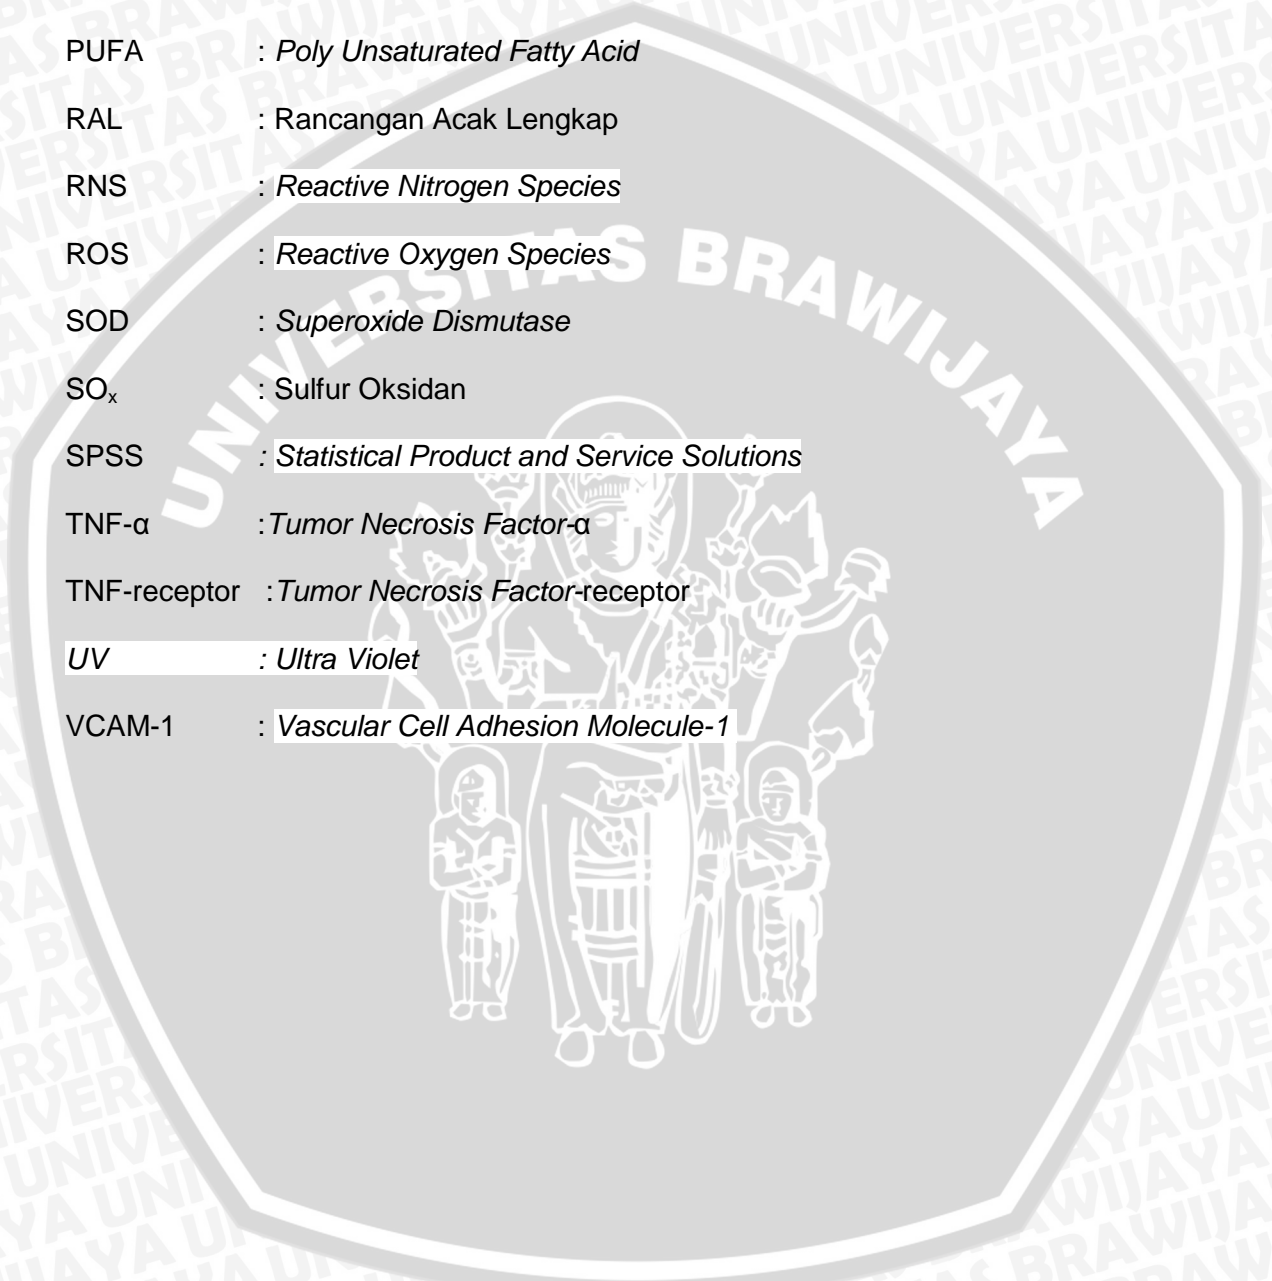 PUFA : Poly Unsaturated Fatty Acid
RAL : Rancangan Acak Lengkap
RNS : Reactive Nitrogen Species
ROS : Reactive Oxygen Species
SOD : Superoxide Dismutase
SOₓ : Sulfur Oksidan
SPSS : Statistical Product and Service Solutions
TNF-α :Tumor Necrosis Factor-α
TNF-receptor :Tumor Necrosis Factor-receptor
UV : Ultra Violet
VCAM-1 : Vascular Cell Adhesion Molecule-1
UNIVERSITAS BRAWIJAYA